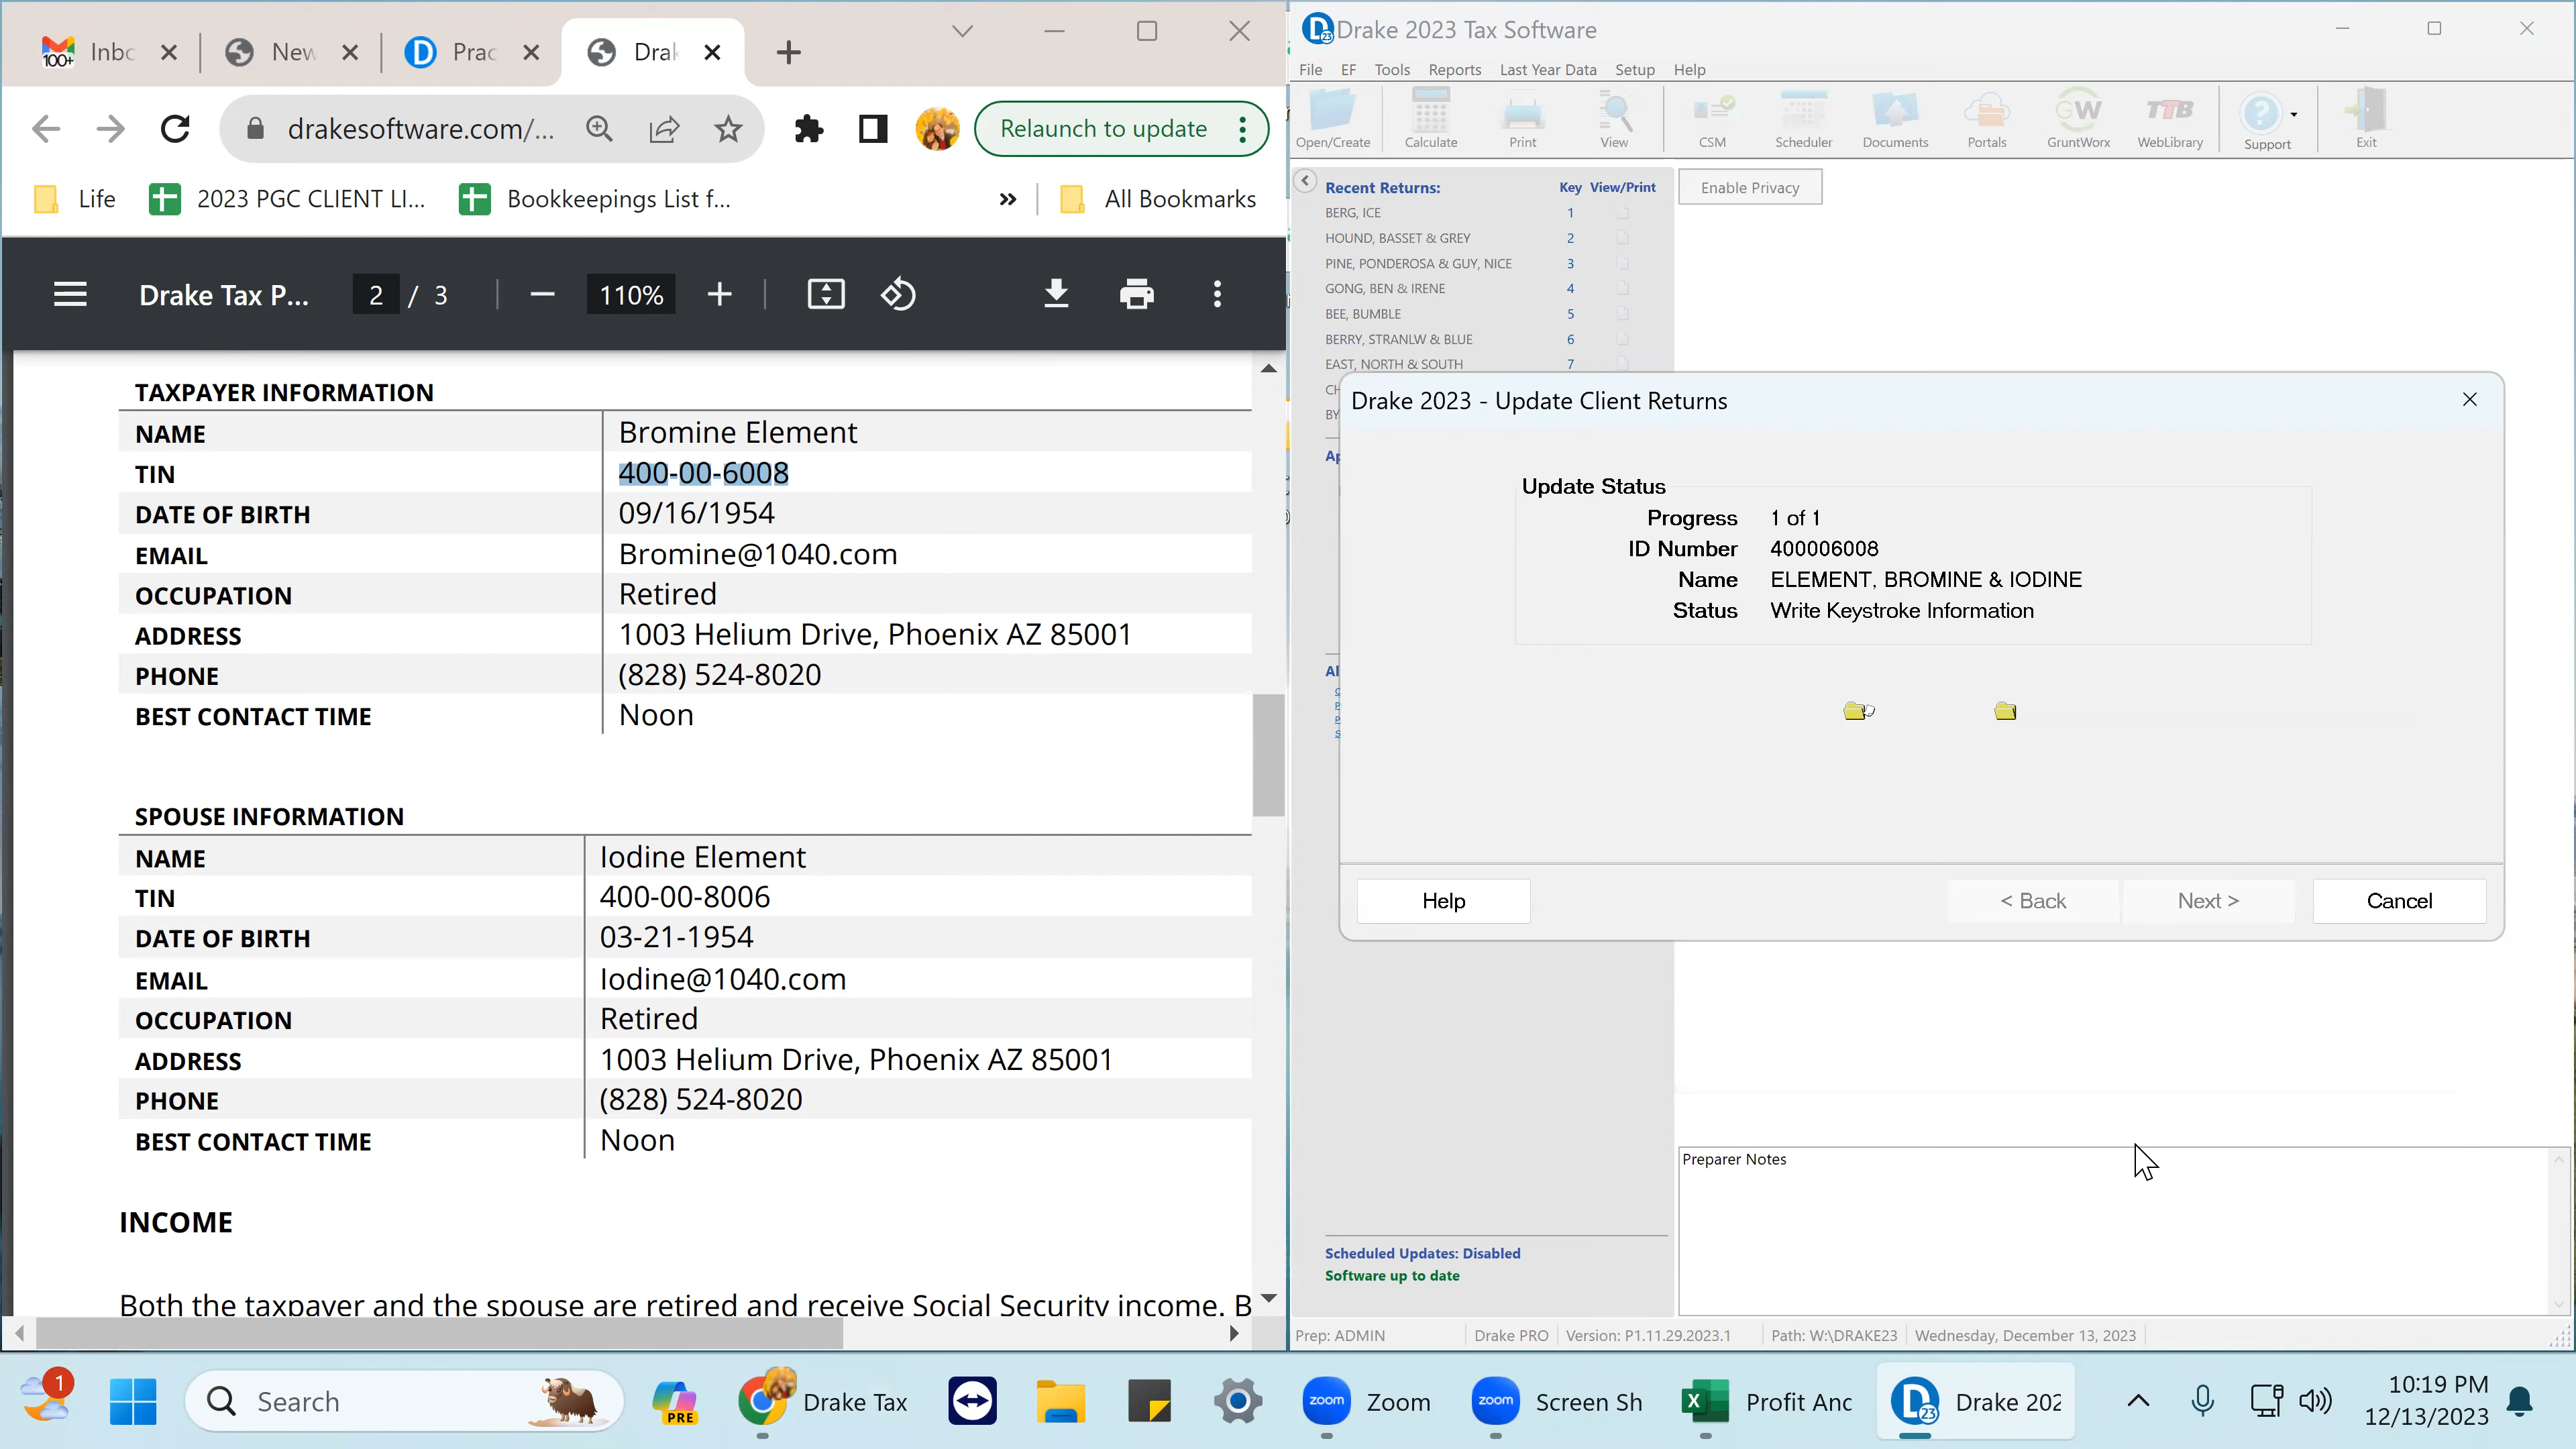 100+
Inbo
New
Prac
Drak
drakesoftware.com/...
Relaunch to update
Life
2023 PGC CLIENT LI...
Bookkeepings List f...
»
All Bookmarks
Drake Tax P...
2 / 3
110%
TAXPAYER INFORMATION
NAME Bromine Element
TIN 400-00-6008
DATE OF BIRTH 09/16/1954
EMAIL Bromine@1040.com
OCCUPATION Retired
ADDRESS 1003 Helium Drive, Phoenix AZ 85001
PHONE (828) 524-8020
BEST CONTACT TIME Noon
SPOUSE INFORMATION
NAME Iodine Element
TIN 400-00-8006
DATE OF BIRTH 03-21-1954
EMAIL Iodine@1040.com
OCCUPATION Retired
ADDRESS 1003 Helium Drive, Phoenix AZ 85001
PHONE (828) 524-8020
BEST CONTACT TIME Noon
INCOME
Both the taxpayer and the spouse are retired and receive Social Security income. B
Drake 2023 Tax Software
File EF Tools Reports Last Year Data Setup Help
Open/Create Calculate Print View CSM Scheduler Documents Portals GruntWorx WebLibrary Support Exit
Recent Returns: Key View/Print
Enable Privacy
BERG, ICE 1
HOUND, BASSET & GREY 2
PINE, PONDEROSA & GUY, NICE 3
GONG, BEN & IRENE 4
BEE, BUMBLE 5
BERRY, STRANLW & BLUE 6
EAST, NORTH & SOUTH 7
CH
BY
Ap
Al
Drake 2023 - Update Client Returns
Update Status
Progress 1 of 1
ID Number 400006008
Name ELEMENT, BROMINE & IODINE
Status Write Keystroke Information
Help
< Back
Next >
Cancel
Preparer Notes
Scheduled Updates: Disabled
Software up to date
Prep: ADMIN Drake PRO Version: P1.11.29.2023.1 Path: W:\DRAKE23 Wednesday, December 13, 2023
1
Search
PRE
Drake Tax
zoom
Zoom
zoom
Screen Sh
Profit Anc
Drake 202
10:19 PM
12/13/2023